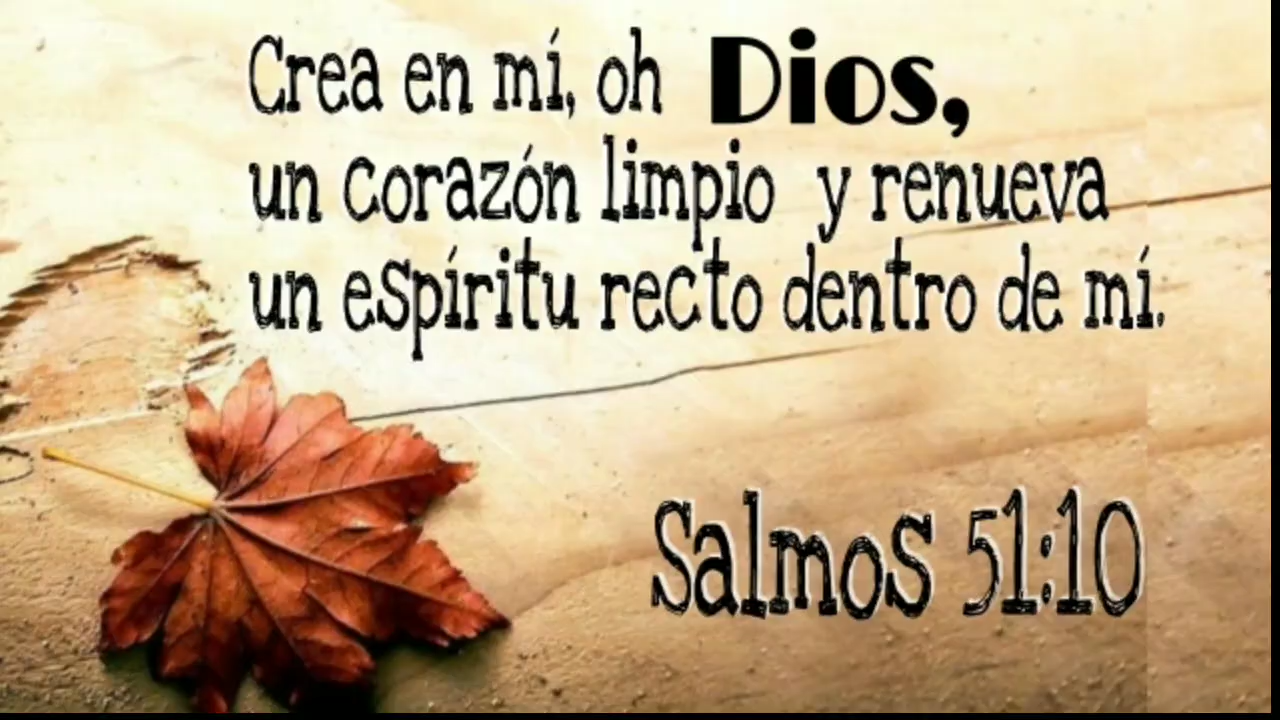 Crea en mí, oh Dios,
un corazón limpio y renueva
un espíritu recto dentro de mí.
Salmos 51:10